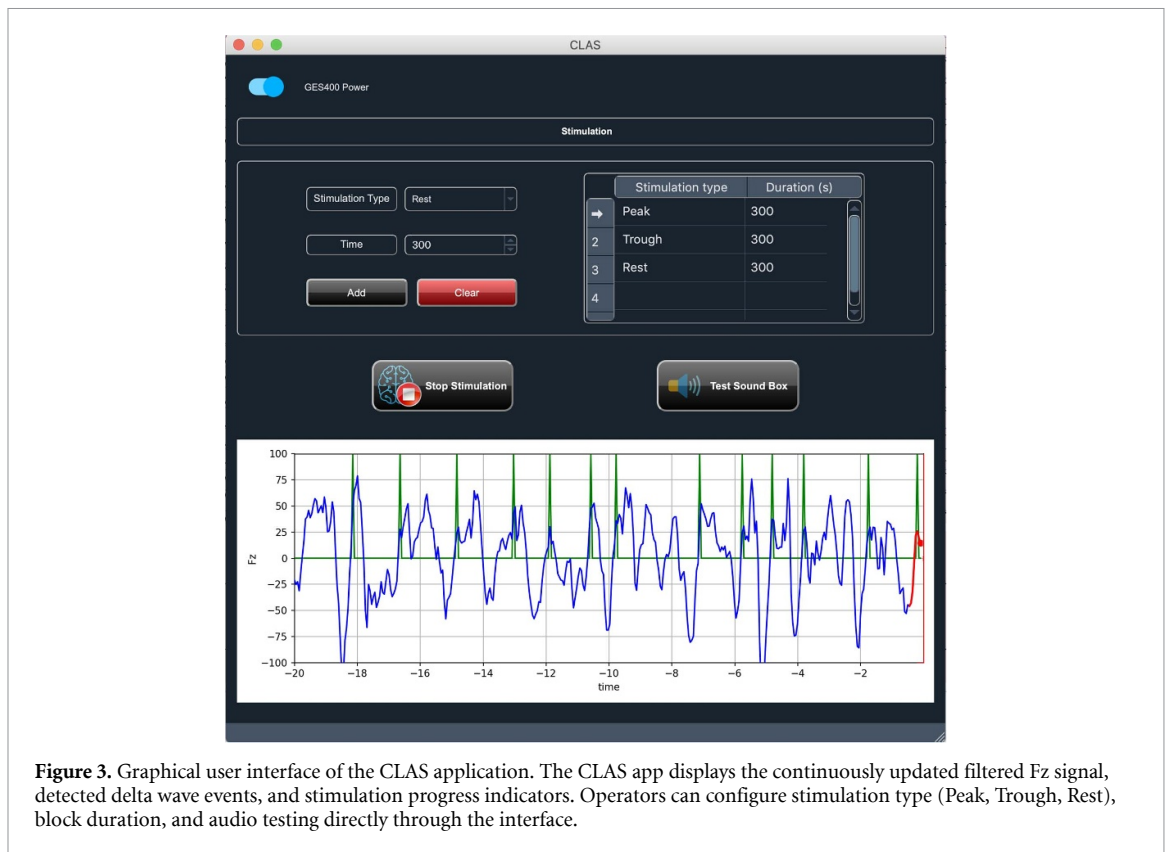 CLAS
GES400 Power
Stimulation
Stimulation Type Rest
Time 300
Add Clear
Stimulation type Duration (s)
Peak 300
2 Trough 300
3 Rest 300
4
Stop Stimulation Test Sound Box
100
75
50
25
0
−25
−50
−75
−100
Fz
−20 −18 −16 −14 −12 −10 −8 −6 −4 −2
time
Figure 3. Graphical user interface of the CLAS application. The CLAS app displays the continuously updated filtered Fz signal,
detected delta wave events, and stimulation progress indicators. Operators can configure stimulation type (Peak, Trough, Rest),
block duration, and audio testing directly through the interface.